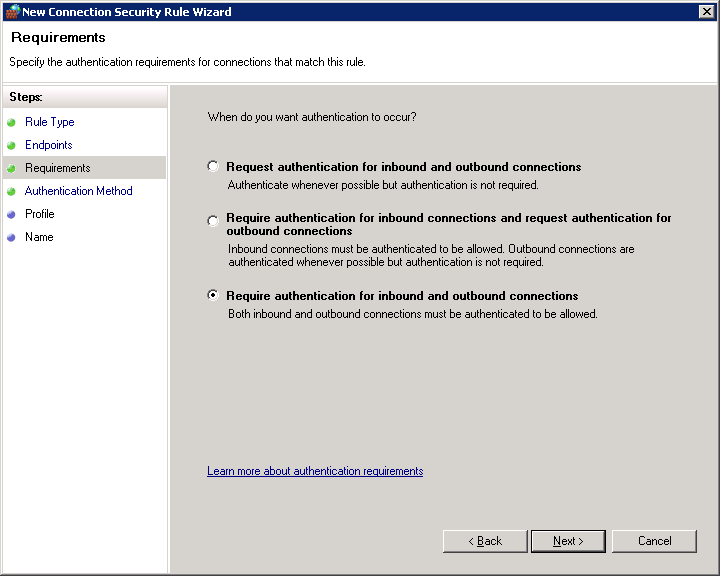 New Connection Security Rule Wizard
Requirements
Specify the authentication requirements for connections that match this rule.
Steps:
Rule Type
Endpoints
Requirements
Authentication Method
Profile
Name
When do you want authentication to occur?
Request authentication for inbound and outbound connections
Authenticate whenever possible but authentication is not required.
Require authentication for inbound connections and request authentication for
outbound connections
Inbound connections must be authenticated to be allowed. Outbound connections are
authenticated whenever possible but authentication is not required.
Require authentication for inbound and outbound connections
Both inbound and outbound connections must be authenticated to be allowed.
Learn more about authentication requirements
< Back
Next >
Cancel